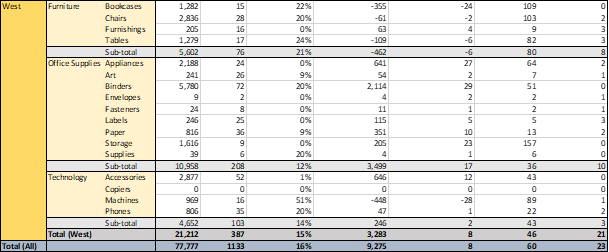 West Furniture Bookcases 1,282 15 22% -355 -24 109 0
Chairs 2,836 28 20% -61 -2 103 2
Furnishings 205 16 0% 63 4 9 3
Tables 1,279 17 24% -109 -6 82 3
Sub-total 5,602 76 21% -462 -6 80 8
Office Supplies Appliances 2,188 24 0% 641 27 64 2
Art 241 26 9% 54 2 7 1
Binders 5,780 72 20% 2,114 29 51 0
Envelopes 9 2 0% 4 2 2 1
Fasteners 24 8 0% 11 1 2 1
Labels 246 25 0% 115 5 5 3
Paper 816 36 9% 351 10 13 2
Storage 1,616 9 0% 205 23 157 0
Supplies 39 6 20% 4 1 6 0
Sub-total 10,958 208 12% 3,499 17 36 10
Technology Accessories 2,877 52 1% 646 12 43 0
Copiers 0 0 0% 0 0 0 0
Machines 969 16 51% -448 -28 89 1
Phones 806 35 20% 47 1 22 2
Sub-total 4,652 103 14% 246 2 43 3
Total (West) 21,212 387 15% 3,283 8 46 21
Total (All) 77,777 1133 16% 9,275 8 60 23